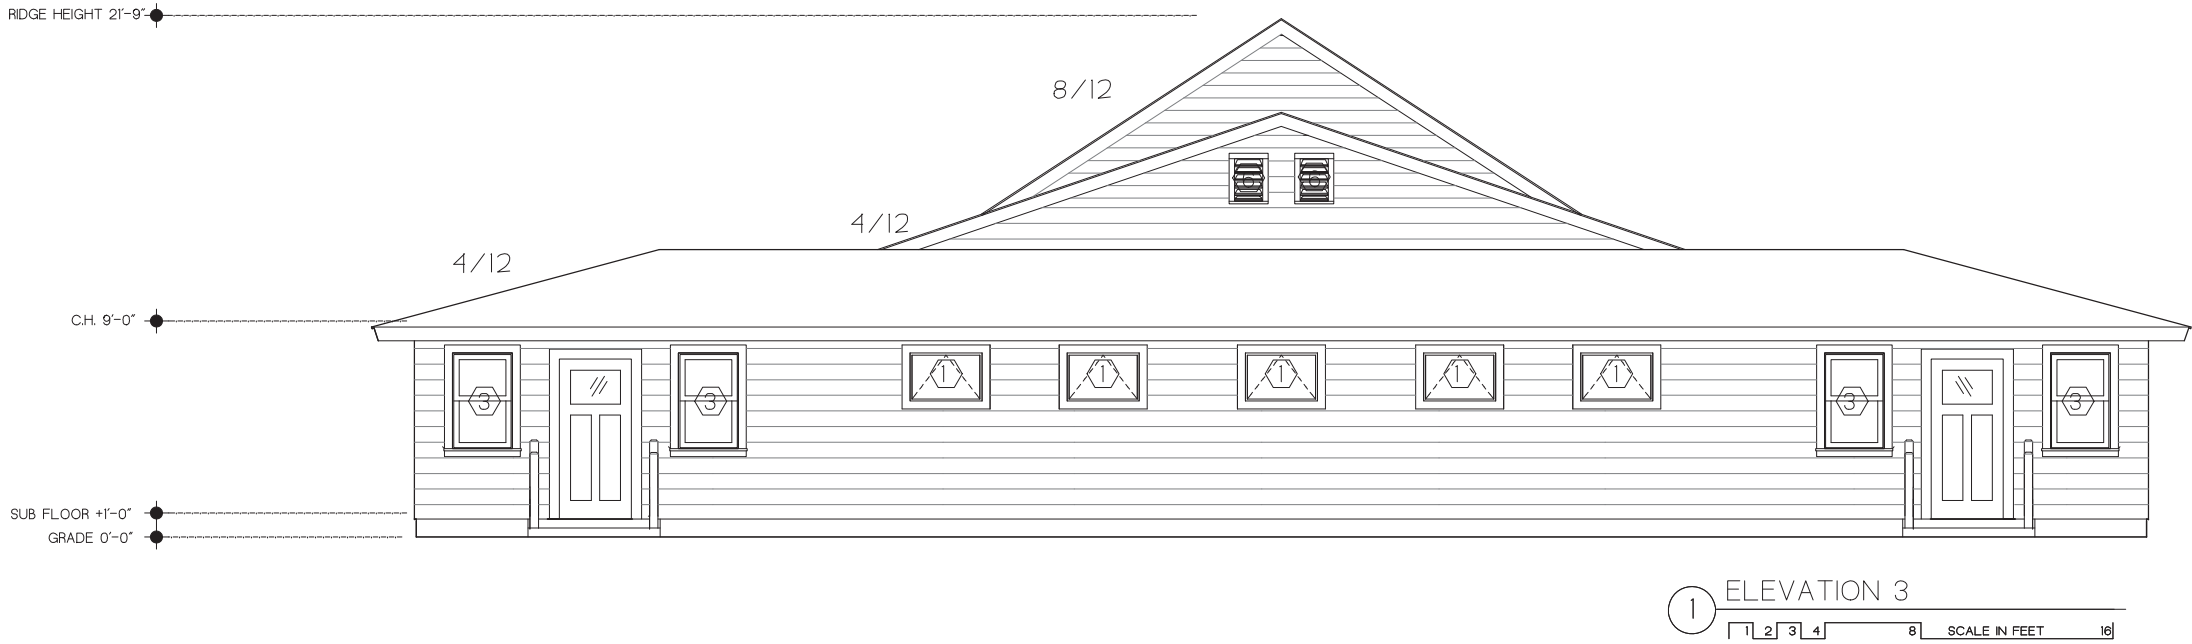 RIDGE HEIGHT 21'-9"
8/12
6 6
4/12
4/12
C.H. 9'-0"
1 1 1 1 1
3 3 3 3
SUB FLOOR +1'-0"
GRADE 0'-0"
1 ELEVATION 3
1 2 3 4 8 SCALE IN FEET 16